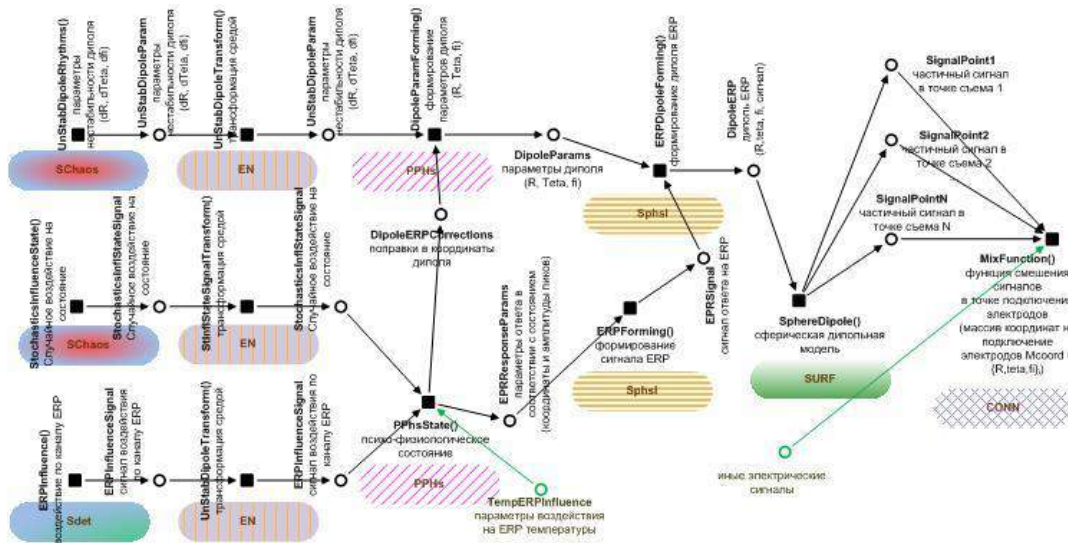 UnStabDipoleRhythms()
параметры
нестабильности диполя
(dR, dTeta, dfi)
UnStabDipoleParam
параметры
нестабильности диполя
(dR, dTeta, dfi)
UnStabDipoleTransform()
трансформация средой
UnStabDipoleParam
параметры
нестабильности диполя
(dR, dTeta, dfi)
DipoleParamForming()
формирование
параметров диполя
(R, Teta, fi)
DipoleParams
параметры диполя
(R, Teta, fi)
ERPDipoleForming()
формирование диполя ERP
DipoleERP
диполь ERP
(R,teta, fi, сигнал)
SignalPoint1
частичный сигнал
в точке съема 1
SignalPoint2
частичный сигнал в
точке съема 2
SignalPointN
частичный сигнал в
точке съема N
SChaos
EN
PPHs
Sphsl
StochasticsInfluenceState()
Случайное воздействие на
состояние
StochasticsInflStateSignal
Случайное воздействие на
состояние
StInflStateSignalTransform()
трансформация средой
StochasticsInflStateSignal
Случайное воздействие на
состояние
DipoleERPCorrections
поправки в координаты
диполя
SChaos
EN
EPRResponseParams
параметры ответа в
соответствии с состоянием
(координаты и амплитуды пиков)
ERPForming()
формирование
сигнала ERP
Sphsl
EPRSignal
сигнал ответа на ERP
SphereDipole()
сферическая дипольная
модель
SURF
MixFunction()
функция смешения
сигналов
в точке подключени
электродов
(массив координат н
подключение
электродов Mcoord
{R,teta,fi},)
CONN
ERPInfluence()
воздействие по каналу ERP
ERPInfluenceSignal
сигнал воздействия
по каналу ERP
UnStabDipoleTransform()
трансформация средой
ERPInfluenceSignal
сигнал воздействия по
каналу ERP
PPhsState()
психо-физиологическое
состояние
Sdet
EN
PPHs
TempERPInfluence
параметры воздействия
на ERP температуры
иные электрические
сигналы